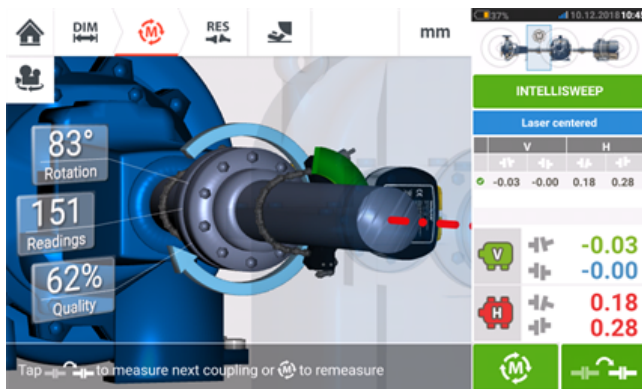 DIM
M
RES
mm
37%
10.12.2018 10:45
INTELLISWEEP
Laser centered
V H
-0.03 -0.00 0.18 0.28
83°
Rotation
151
Readings
62%
Quality
V
-0.03
-0.00
H
0.18
0.28
Tap to measure next coupling or M to remeasure
M